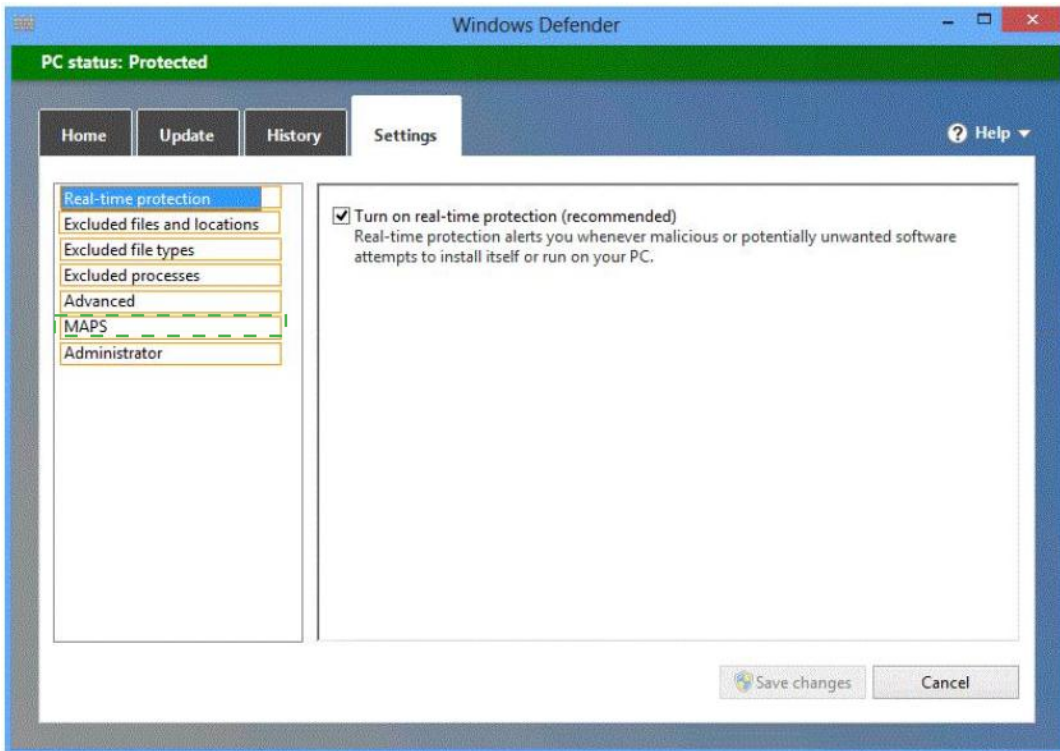 Windows Defender
PC status: Protected
Home
Update
History
Settings
Help
Real-time protection
Excluded files and locations
Excluded file types
Excluded processes
Advanced
MAPS
Administrator
Turn on real-time protection (recommended)
Real-time protection alerts you whenever malicious or potentially unwanted software
attempts to install itself or run on your PC.
Save changes
Cancel